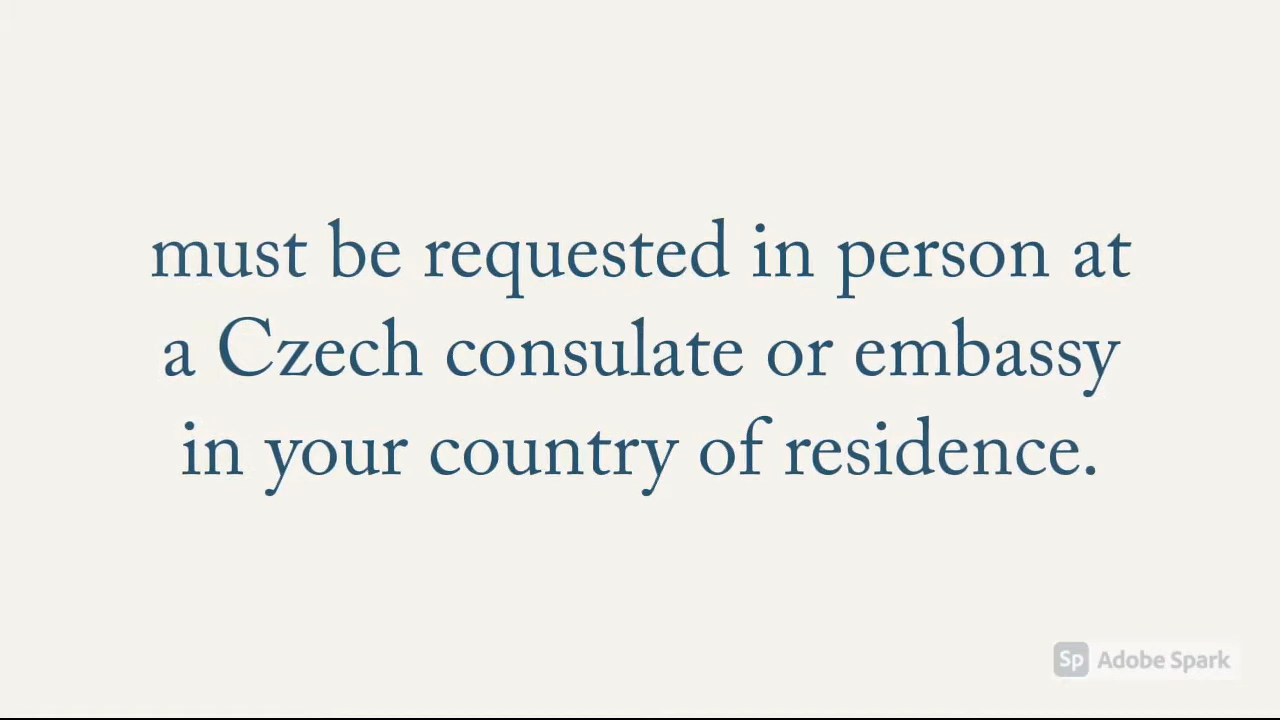 must be requested in person at
a Czech consulate or embassy
in your country of residence.
Sp Adobe Spark